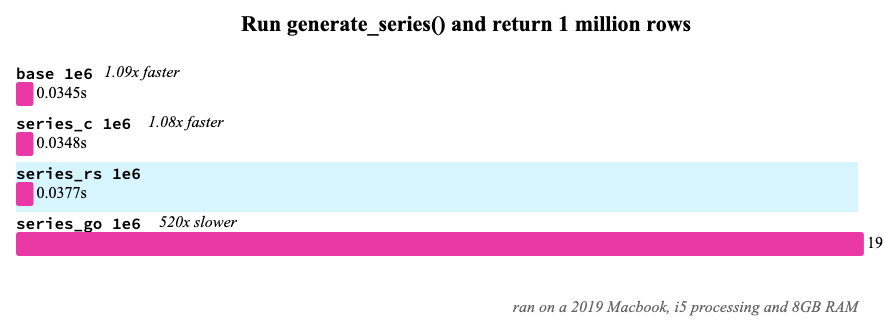 Run generate_series() and return 1 million rows
base 1e6 1.09x faster
0.0345s
series_c 1e6 1.08x faster
0.0348s
series_rs 1e6
0.0377s
series_go 1e6 520x slower
19
ran on a 2019 Macbook, i5 processing and 8GB RAM